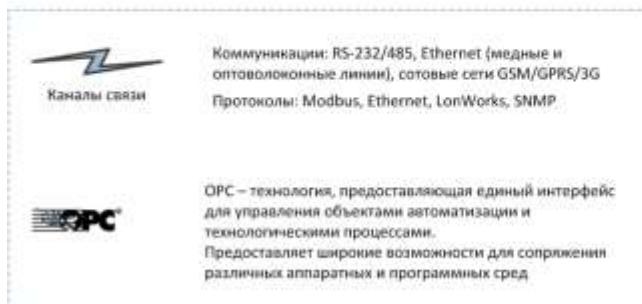 Каналы связи
Коммуникации: RS-232/485, Ethernet (медные и
оптоволоконные линии), сотовые сети GSM/GPRS/3G
Протоколы: Modbus, Ethernet, LonWorks, SNMP
OPC
OPC – технология, предоставляющая единый интерфейс
для управления объектами автоматизации и
технологическими процессами.
Предоставляет широкие возможности для сопряжения
различных аппаратных и программных сред